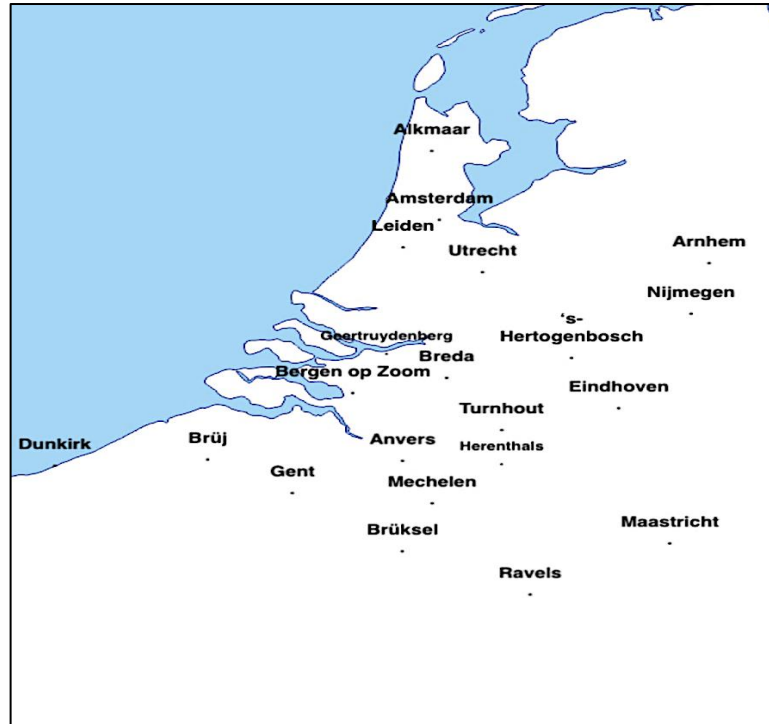 Alkmaar
Amsterdam
Leiden
Utrecht
Arnhem
Nijmegen
‘s-
Hertogenbosch
Geertruydenberg
Breda
Bergen op Zoom
Eindhoven
Turnhout
Dunkirk
Brüj
Anvers
Herenthals
Gent
Mechelen
Brüksel
Maastricht
Ravels